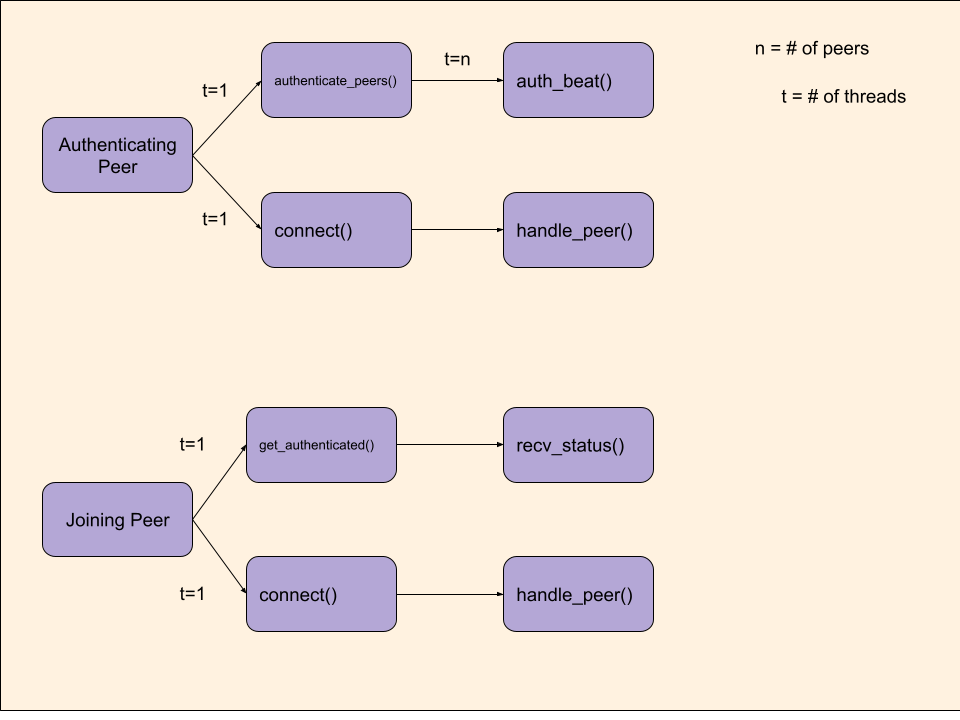 n = # of peers
t = # of threads
t=1
authenticate_peers()
t=n
auth_beat()
Authenticating
Peer
t=1
connect()
handle_peer()
t=1
get_authenticated()
recv_status()
Joining Peer
t=1
connect()
handle_peer()